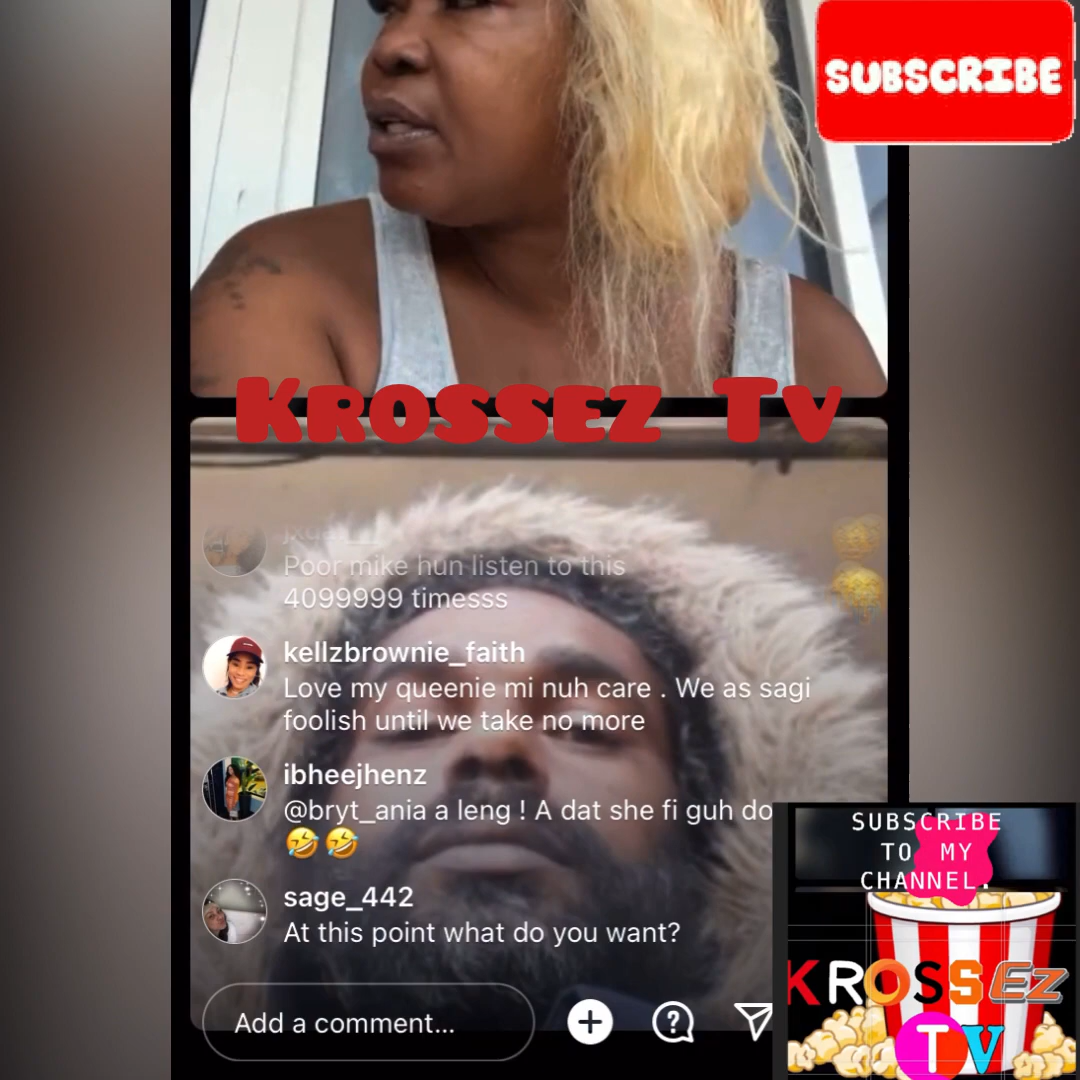 SUBSCRIBE
KROSSEZ TV
Poor mike hun listen to this
4099999 timesss
kellzbrownie_faith
Love my queenie mi nuh care . We as sagi
foolish until we take no more
ibheejhenz
@bryt_ania a leng ! A dat she fi guh do
🤣🤣
sage_442
At this point what do you want?
Add a comment...
SUBSCRIBE
TO MY
CHANNEL.
KROSSEz
TV